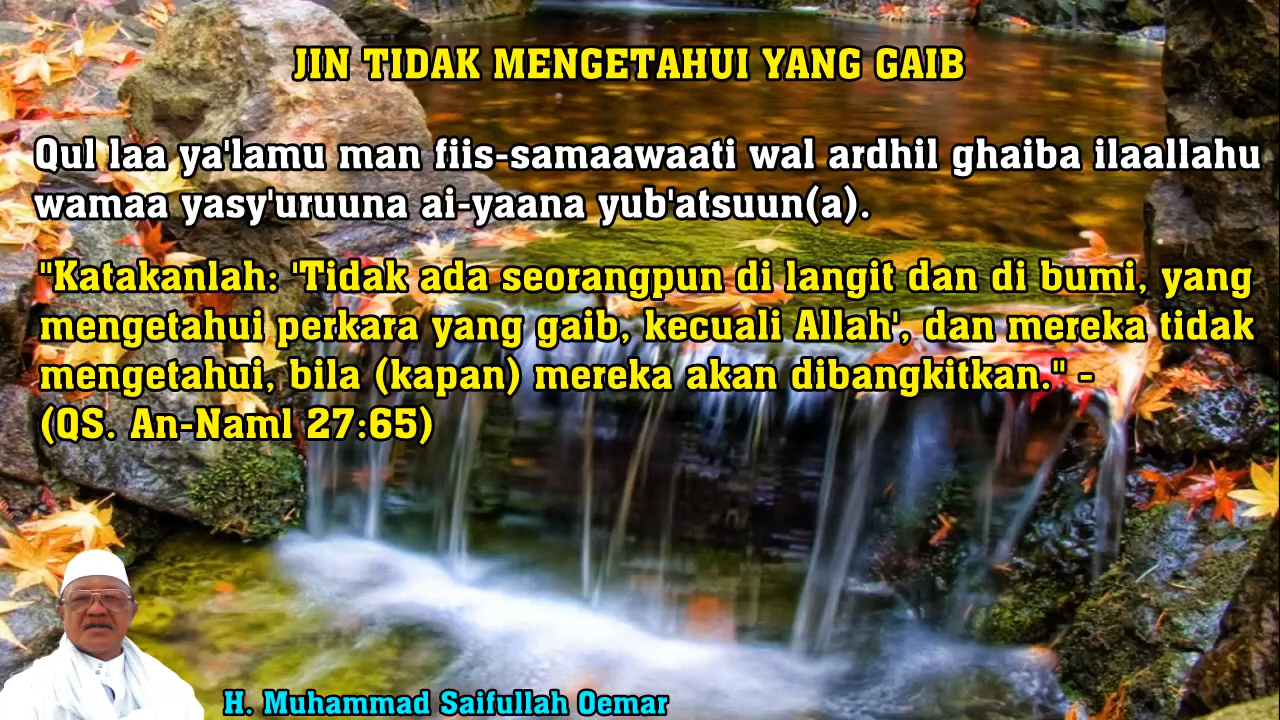 JIN TIDAK MENGETAHUI YANG GAIB
Qul laa ya'lamu man fiis-samaawaati wal ardhil ghaiba ilaallahu
wamaa yasy'uruuna ai-yaana yub'atsuun(a).
"Katakanlah: 'Tidak ada seorangpun di langit dan di bumi, yang
mengetahui perkara yang gaib, kecuali Allah', dan mereka tidak
mengetahui, bila (kapan) mereka akan dibangkitkan." -
(QS. An-Naml 27:65)
H. Muhammad Saifullah Oemar